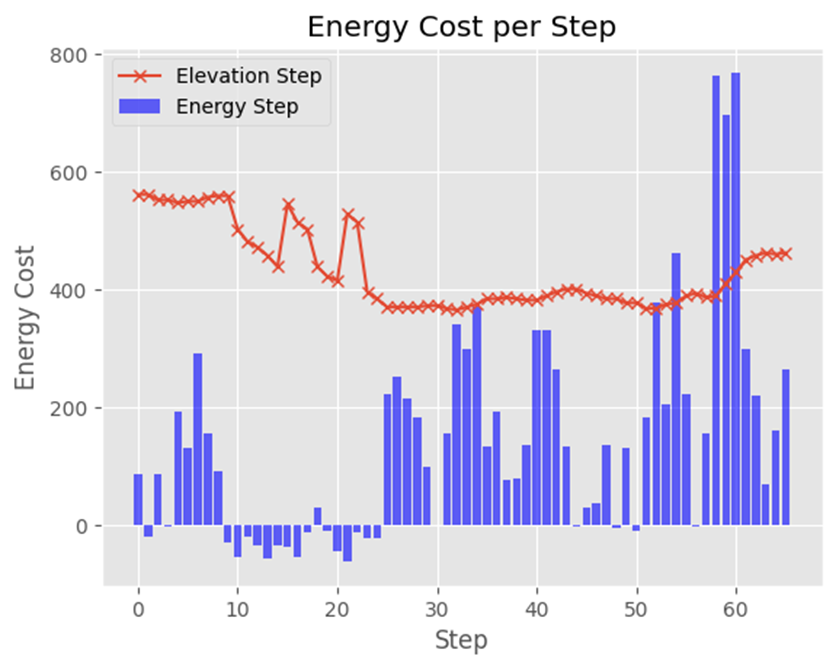 Energy Cost per Step
Elevation Step
Energy Step
Energy Cost
800
600
400
200
0
0 10 20 30 40 50 60
Step